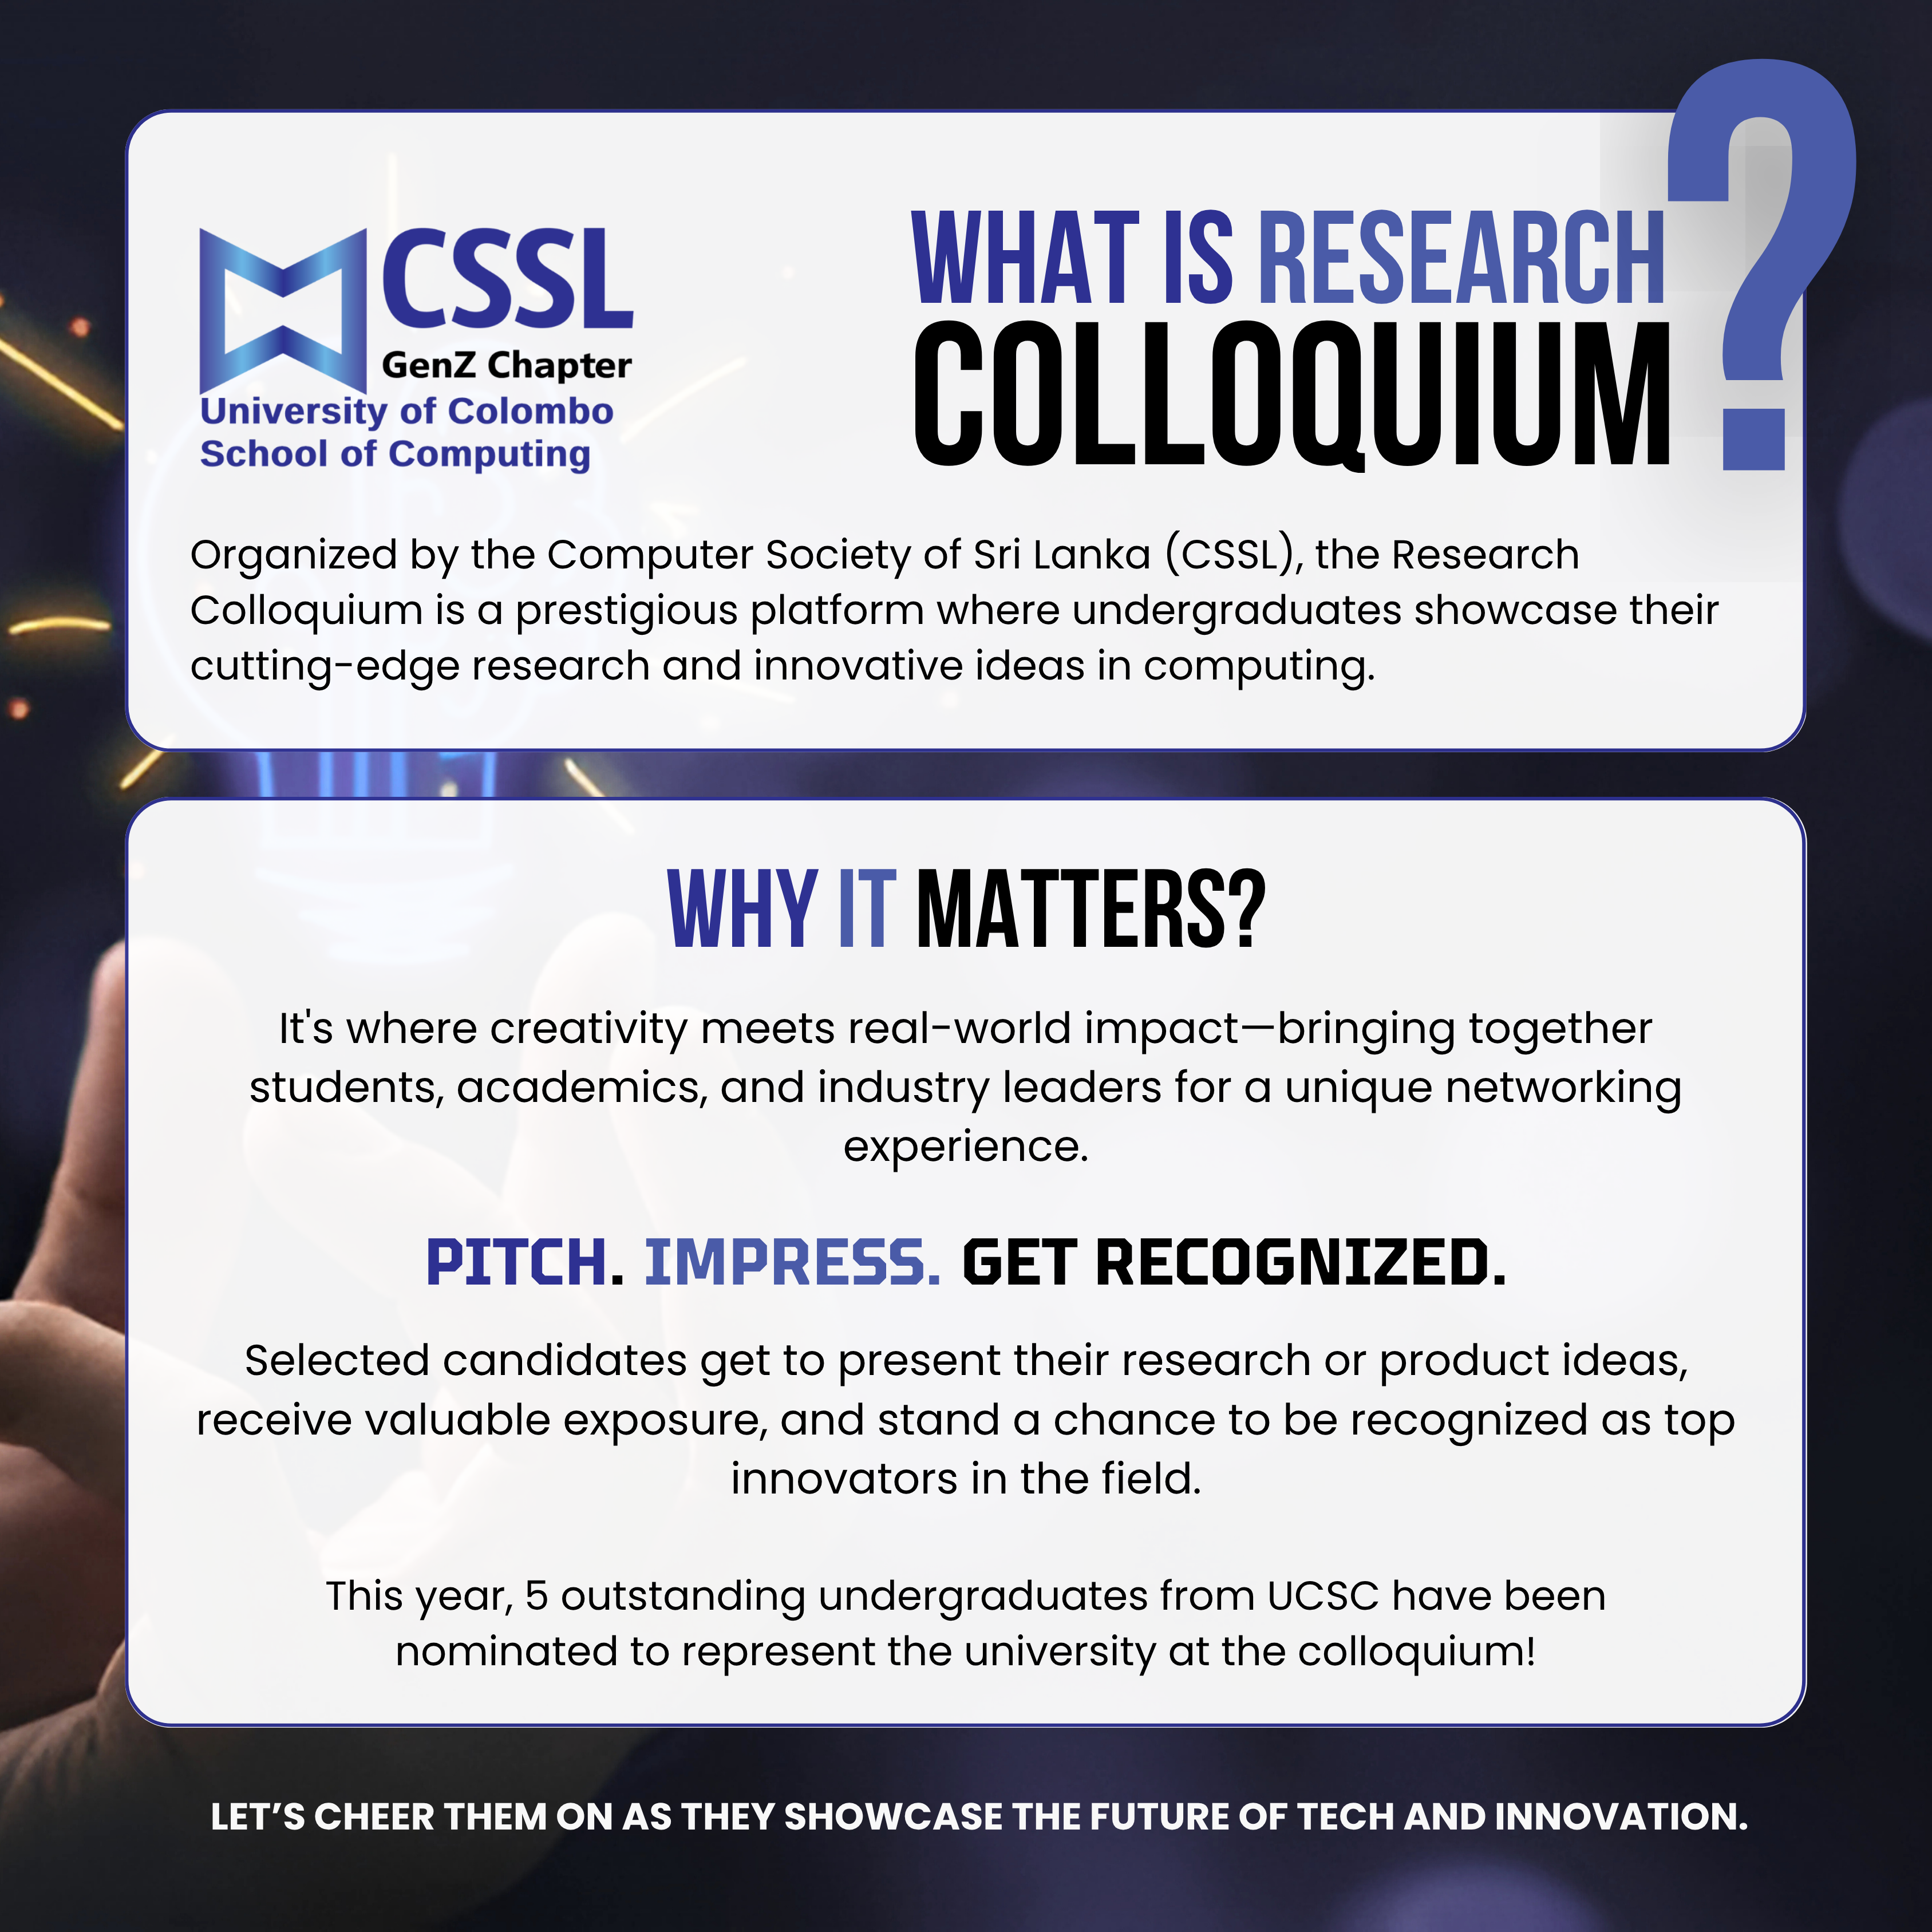 CSSL
GenZ Chapter
University of Colombo
School of Computing
WHAT IS RESEARCH
COLLOQUIUM?
Organized by the Computer Society of Sri Lanka (CSSL), the Research
Colloquium is a prestigious platform where undergraduates showcase their
cutting-edge research and innovative ideas in computing.
WHY IT MATTERS?
It's where creativity meets real-world impact—bringing together
students, academics, and industry leaders for a unique networking
experience.
PITCH. IMPRESS. GET RECOGNIZED.
Selected candidates get to present their research or product ideas,
receive valuable exposure, and stand a chance to be recognized as top
innovators in the field.
This year, 5 outstanding undergraduates from UCSC have been
nominated to represent the university at the colloquium!
LET’S CHEER THEM ON AS THEY SHOWCASE THE FUTURE OF TECH AND INNOVATION.